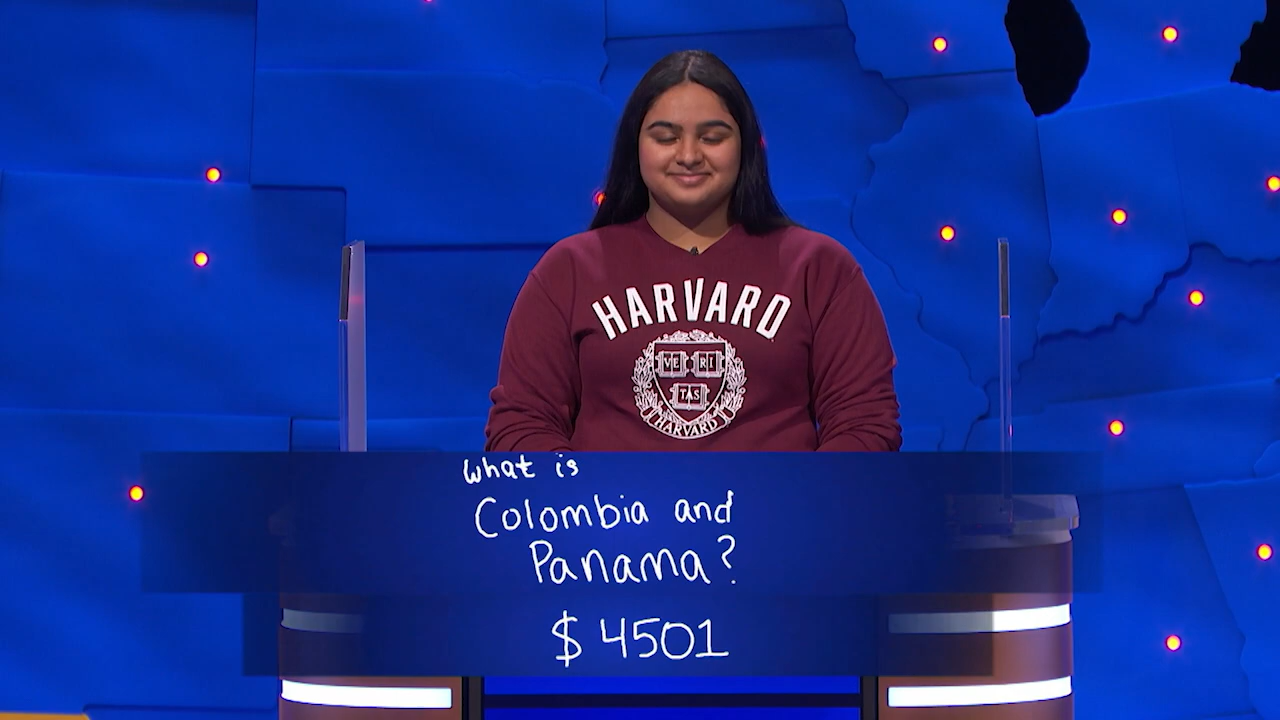 HARVARD
VE RI
TAS
HARVARD
What is
Colombia and
Panama?
$ 4501